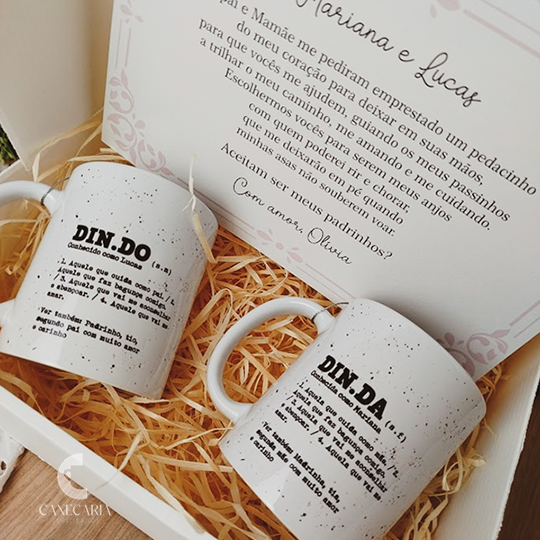 Mariana e Lucas
pai e Mamãe me pediram emprestado um pedacinho
do meu coração para deixar em suas mãos,
para que vocês me ajudem, guiando os meus passinhos
a trilhar o meu caminho, me amando e me cuidando.
Escolhermos vocês para serem meus anjos
com quem poderei rir e chorar,
que me deixarão em pé quando
minhas asas não souberem voar.
Aceitam ser meus padrinhos?
Com amor, Olivia
DIN.DO (s.m)
Conhecido como Lucas
1. Aquele que cuida como pai. / 2.
Aquele que faz bagunça comigo.
/ 3. Aquele que vai me aconselhar
e abençoar. / 4. Aquele que vai me
amar.
Ver também Padrinho, tio,
segundo pai com muito amor
e carinho
DIN.DA (s.f)
Conhecida como Mariana
1. Aquela que cuida como mãe. / 2.
Aquela que faz bagunça comigo.
/ 3. Aquela que vai me aconselhar
e abençoar. / 4. Aquela que vai me
amar.
Ver também Madrinha, tia,
segunda mãe com muito amor
e carinho
CANECARIA